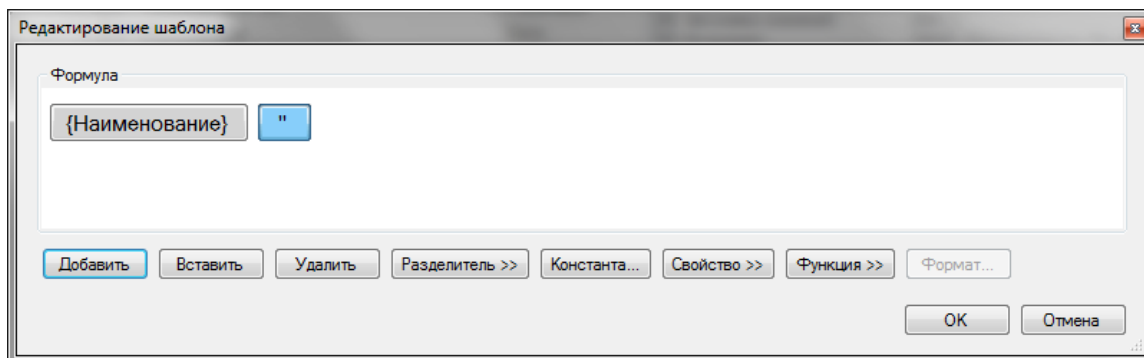 Редактирование шаблона
Формула
{Наименование} "
Добавить Вставить Удалить Разделитель >> Константа... Свойство >> Функция >> Формат...
OK Отмена